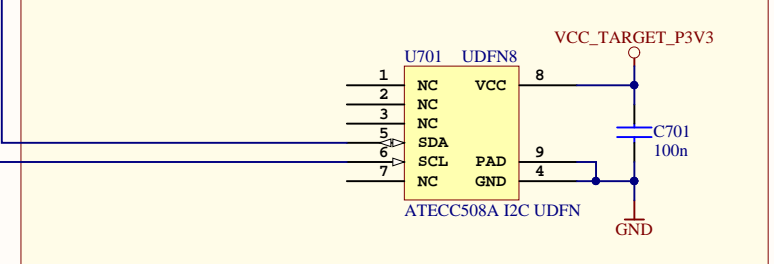 VCC_TARGET_P3V3
U701 UDFN8
1 NC VCC 8
2 NC
3 NC
5 SDA
6 SCL PAD 9
7 NC GND 4
C701
100n
ATECC508A I2C UDFN
GND